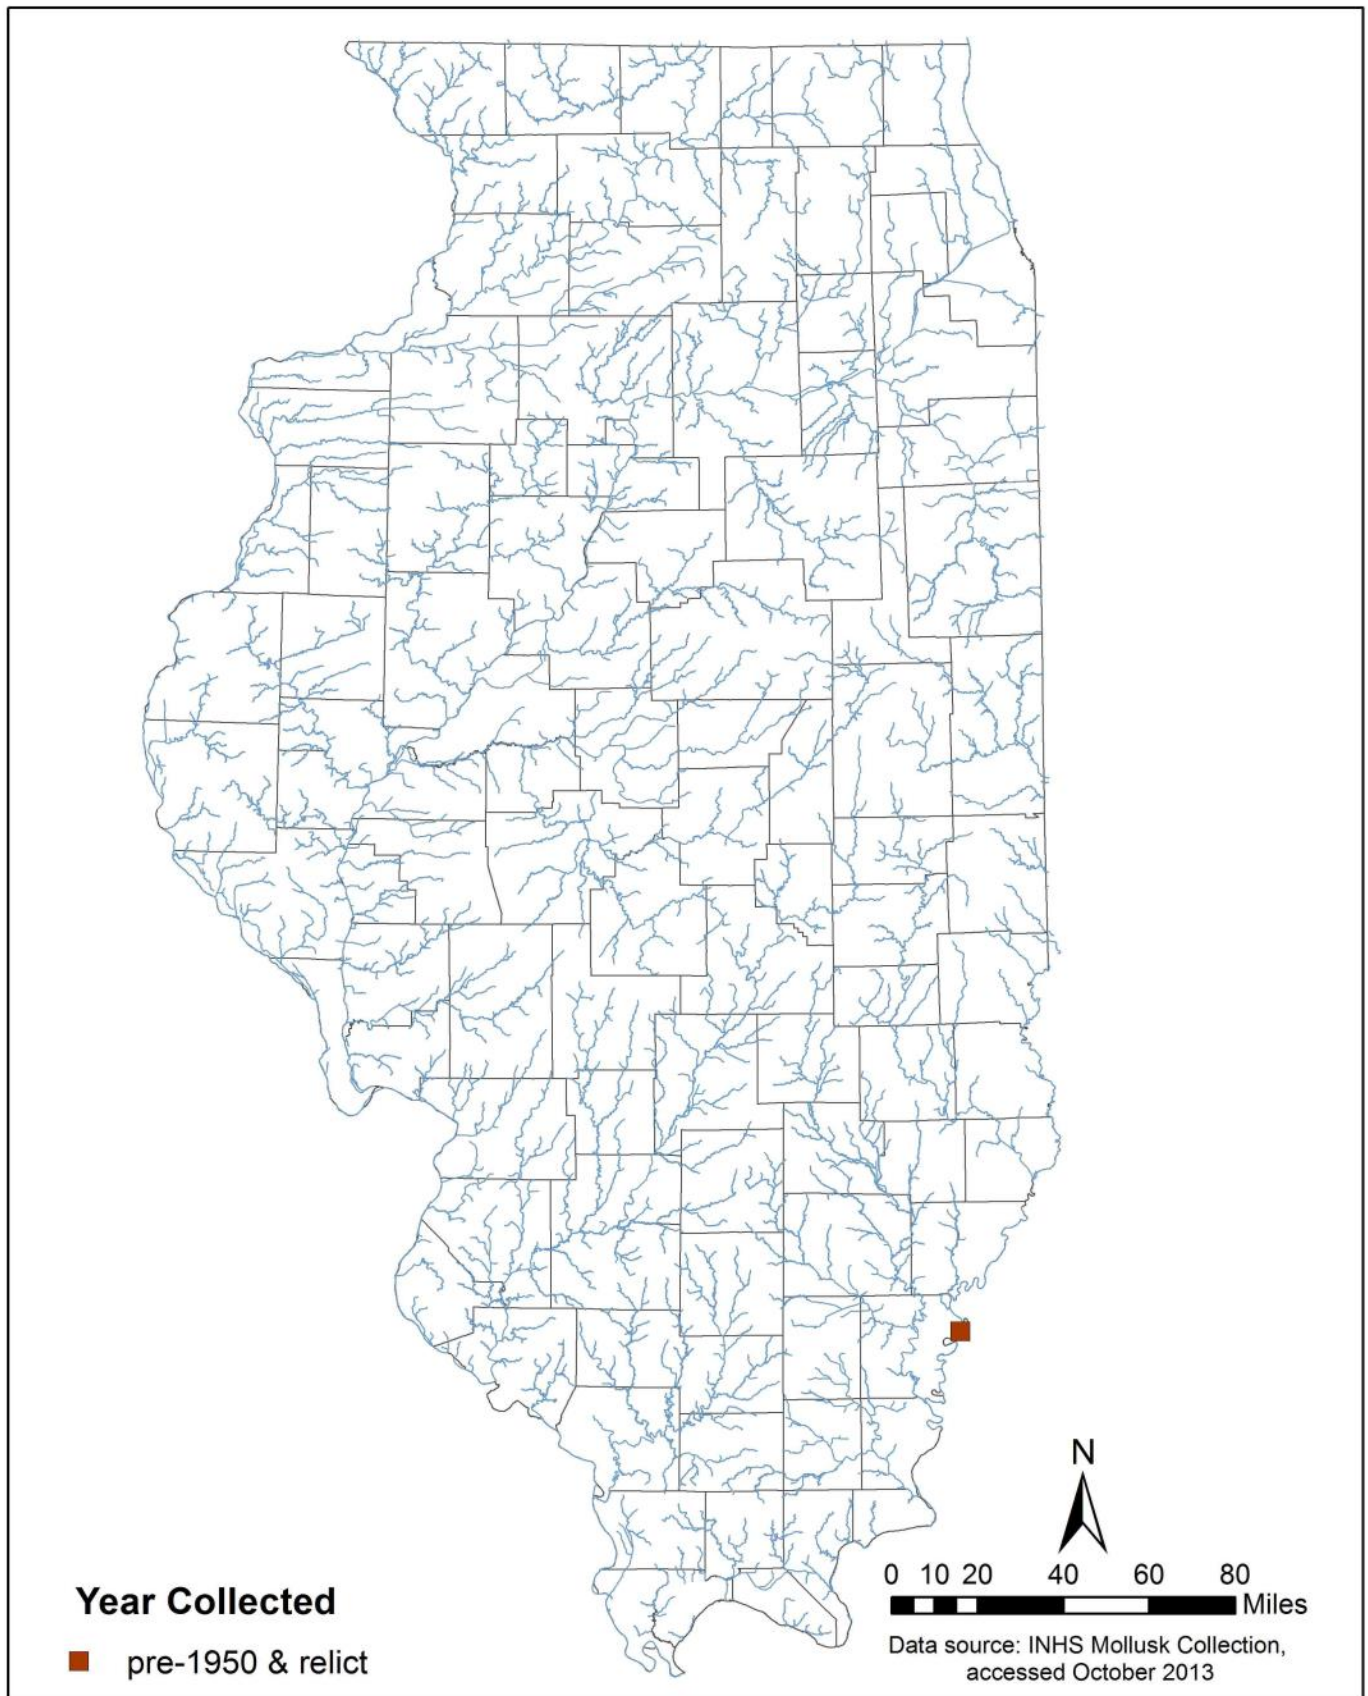 N
0 10 20 40 60 80
Miles
Year Collected
pre-1950 & relict
Data source: INHS Mollusk Collection,
accessed October 2013